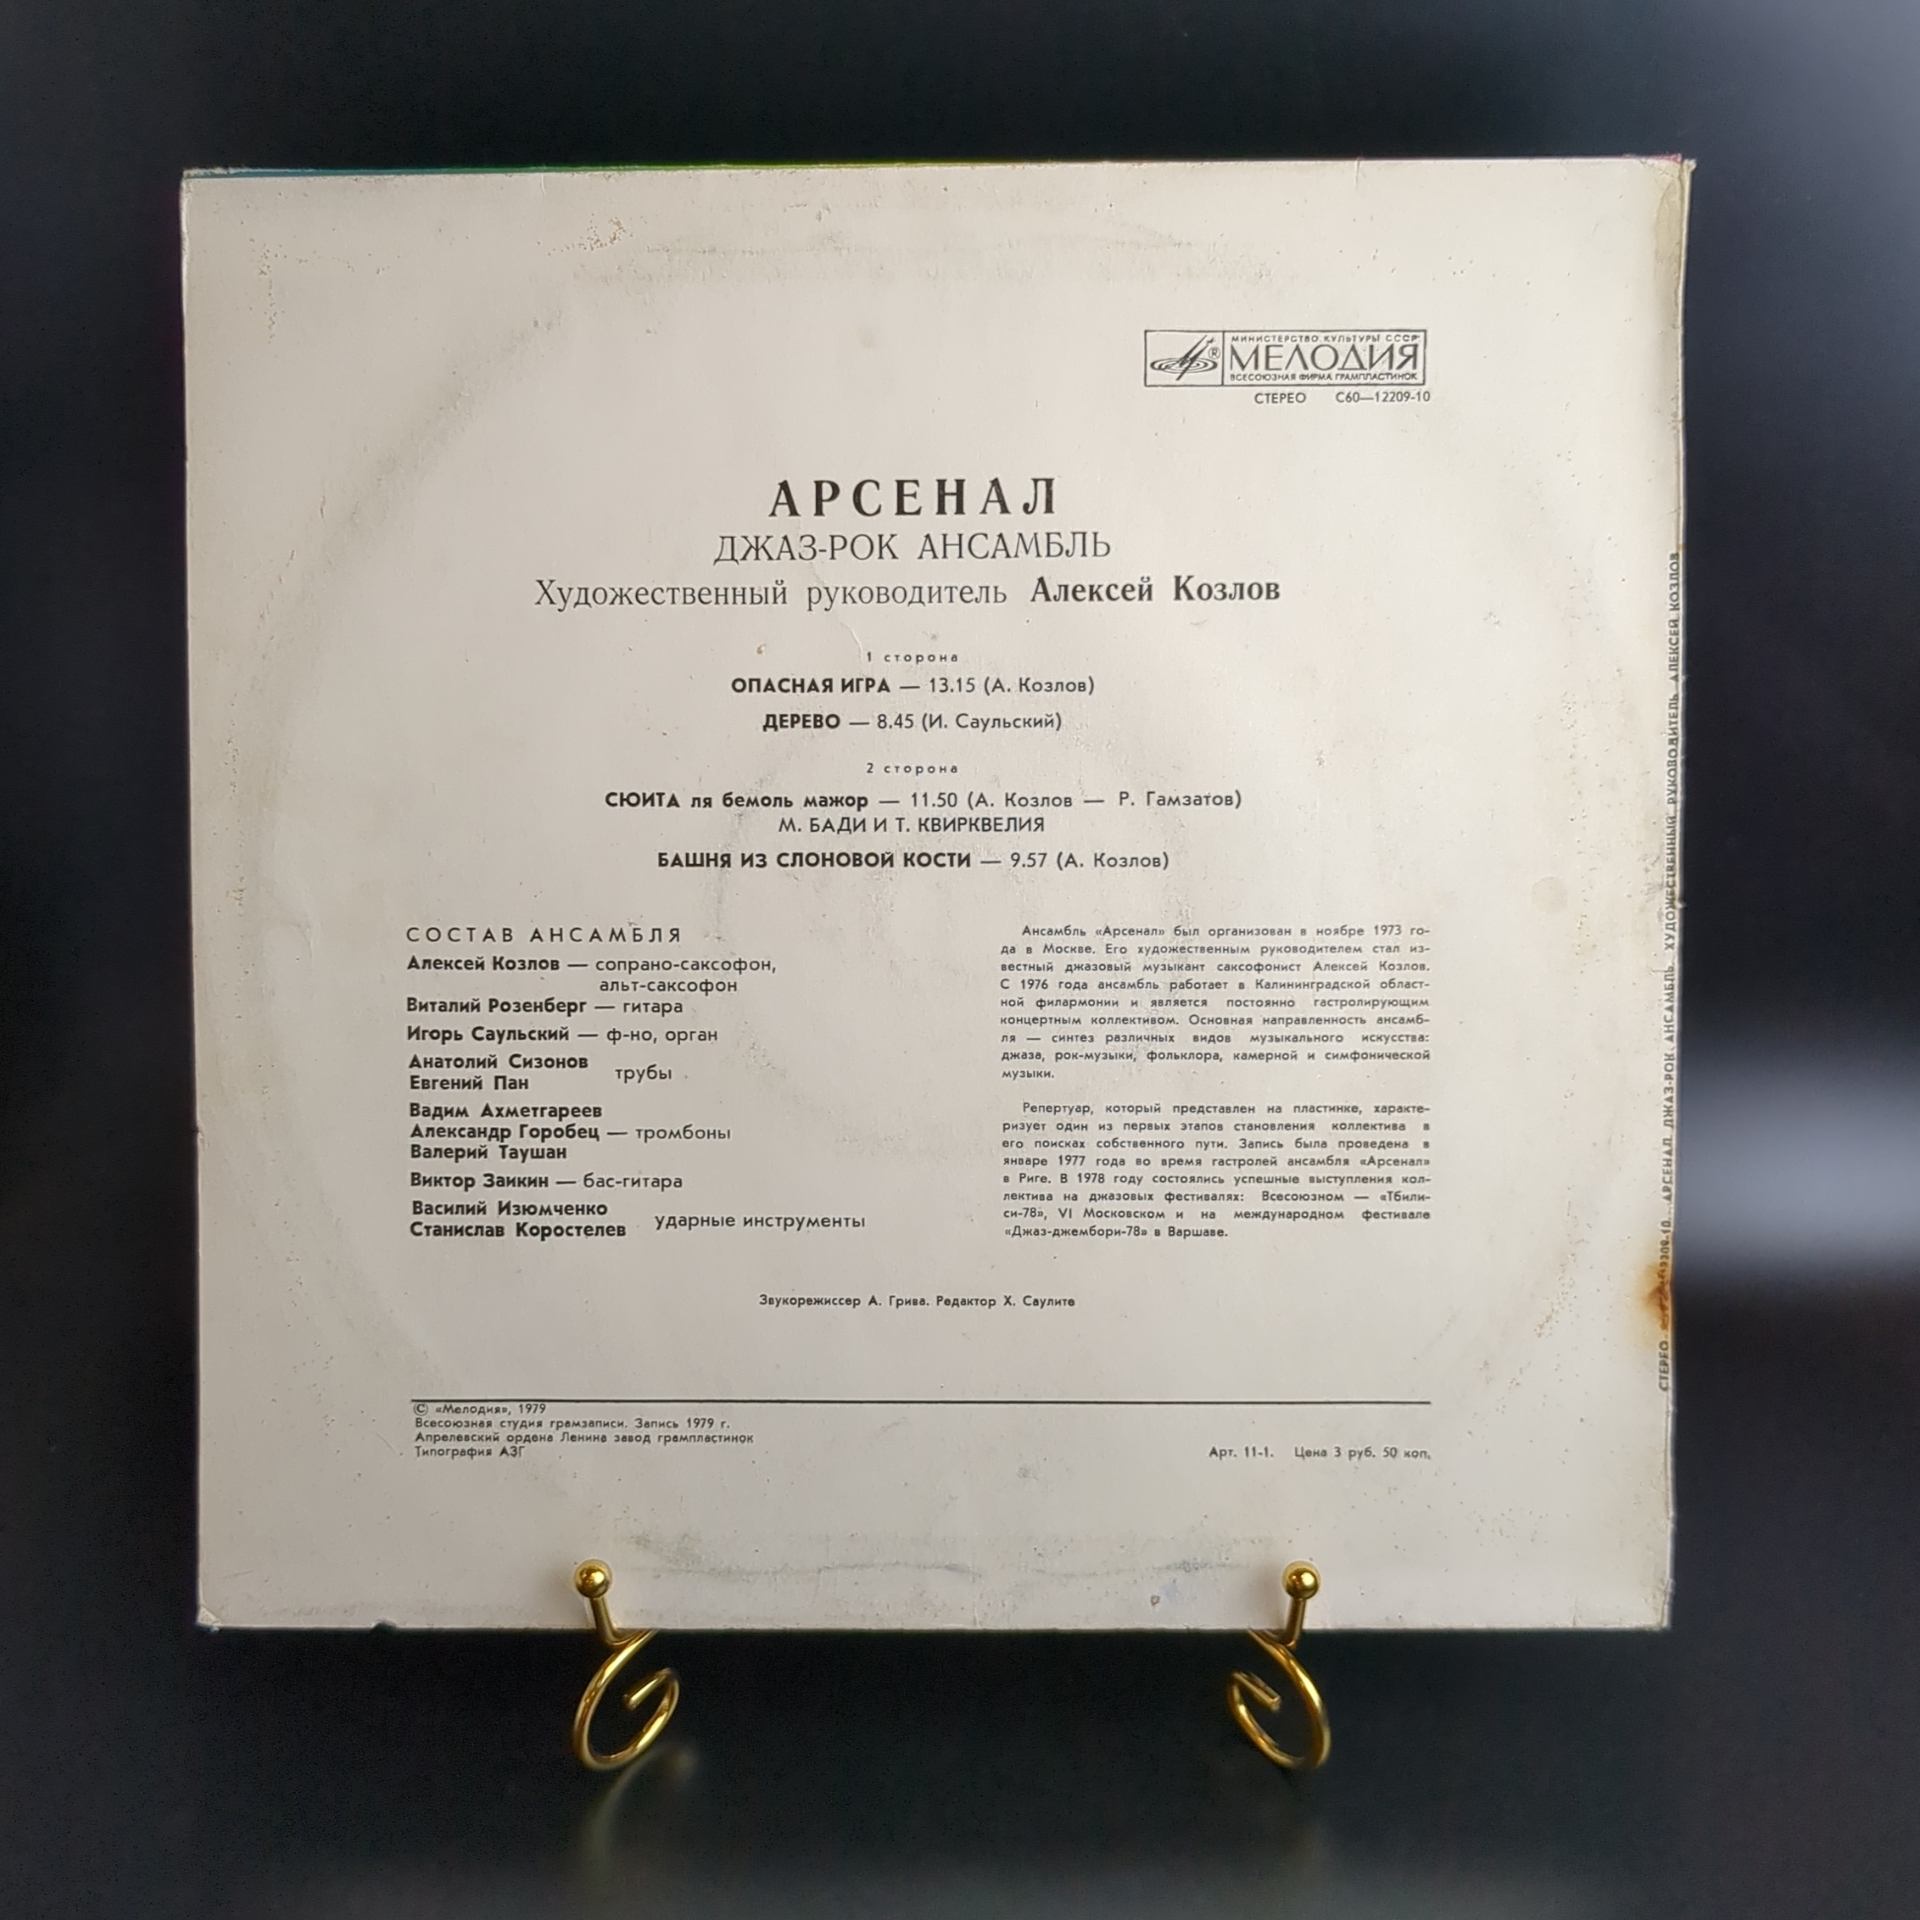 МИНИСТЕРСТВО КУЛЬТУРЫ СССР
МЕЛОДИЯ
ВСЕСОЮЗНАЯ ФИРМА ГРАМПЛАСТИНОК
СТЕРЕО С60—12209-10
АРСЕНАЛ
ДЖАЗ-РОК АНСАМБЛЬ
Художественный руководитель Алексей Козлов
1 сторона
ОПАСНАЯ ИГРА — 13.15 (А. Козлов)
ДЕРЕВО — 8.45 (И. Саульский)
2 сторона
СЮИТА ля бемоль мажор — 11.50 (А. Козлов — Р. Гамзатов)
М. БАДИ И Т. КВИРКВЕЛИЯ
БАШНЯ ИЗ СЛОНОВОЙ КОСТИ — 9.57 (А. Козлов)
СОСТАВ АНСАМБЛЯ
Алексей Козлов — сопрано-саксофон,
альт-саксофон
Виталий Розенберг — гитара
Игорь Саульский — ф-но, орган
Анатолий Сизонов
Евгений Пан
трубы
Вадим Ахметгареев
Александр Горобец — тромбоны
Валерий Таушан
Виктор Заикин — бас-гитара
Василий Изюмченко
Станислав Коростелев
ударные инструменты
Ансамбль «Арсенал» был организован в ноябре 1973 го-
да в Москве. Его художественным руководителем стал из-
вестный джазовый музыкант саксофонист Алексей Козлов.
С 1976 года ансамбль работает в Калининградской област-
ной филармонии и является постоянно гастролирующим
концертным коллективом. Основная направленность ансамб-
ля — синтез различных видов музыкального искусства:
джаза, рок-музыки, фольклора, камерной и симфонической
музыки.
Репертуар, который представлен на пластинке, характе-
ризует один из первых этапов становления коллектива в
его поисках собственного пути. Запись была проведена в
январе 1977 года во время гастролей ансамбля «Арсенал»
в Риге. В 1978 году состоялись успешные выступления кол-
лектива на джазовых фестивалях: Всесоюзном — «Тбили-
си-78», VI Московском и на международном фестивале
«Джаз-джембори-78» в Варшаве.
Звукорежиссер А. Грива. Редактор Х. Саулите
© «Мелодия», 1979
Всесоюзная студия грамзаписи. Запись 1979 г.
Апрелевский ордена Ленина завод грампластинок
Типография АЗГ
Арт. 11-1. Цена 3 руб. 50 коп.
СТЕРЕО АРСЕНАЛ. ДЖАЗ-РОК АНСАМБЛЬ. ХУДОЖЕСТВЕННЫЙ РУКОВОДИТЕЛЬ АЛЕКСЕЙ КОЗЛОВ